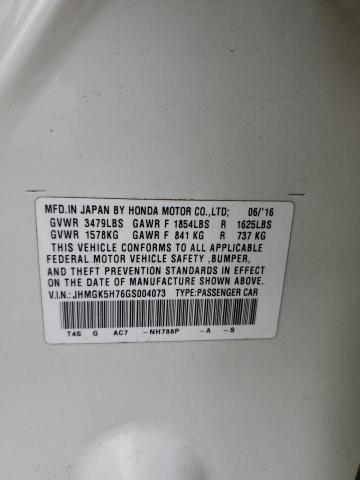 MFD.IN JAPAN BY HONDA MOTOR CO.,LTD; 06/'16
GVWR 3479LBS GAWR F 1854LBS R 1625LBS
GVWR 1578KG GAWR F 841 KG R 737 KG
THIS VEHICLE CONFORMS TO ALL APPLICABLE
FEDERAL MOTOR VEHICLE SAFETY ,BUMPER,
AND THEFT PREVENTION STANDARDS IN EFFECT
ON THE DATE OF MANUFACTURE SHOWN ABOVE.
V.I.N.: JHMGK5H76GS004073 TYPE:PASSENGER CAR
T4S G AC7 -NH788P -A -S